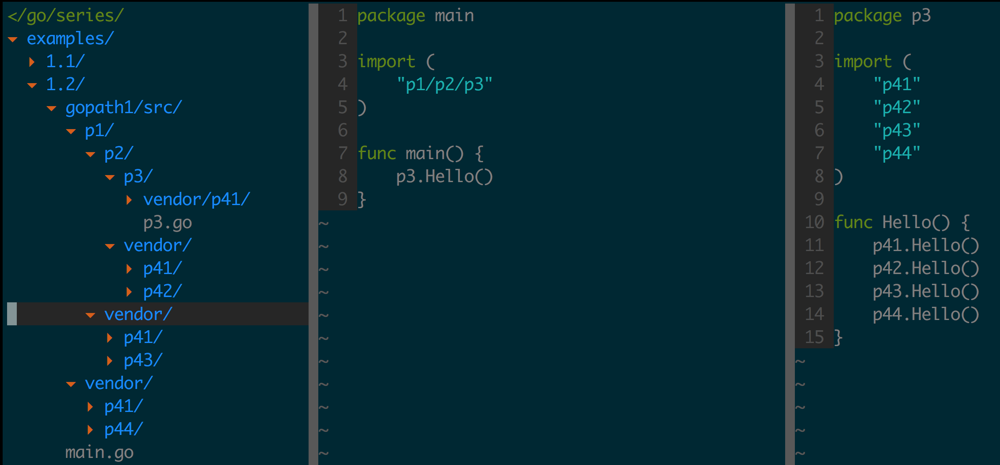 </go/series/
examples/
1.1/
1.2/
gopath1/src/
p1/
p2/
p3/
vendor/p41/
p3.go
vendor/
p41/
p42/
vendor/
p41/
p43/
vendor/
p41/
p44/
main.go
1 package main
2
3 import (
4 "p1/p2/p3"
5 )
6
7 func main() {
8 p3.Hello()
9 }
~
~
~
~
~
~
~
~
~
~
~
1 package p3
2
3 import (
4 "p41"
5 "p42"
6 "p43"
7 "p44"
8 )
9
10 func Hello() {
11 p41.Hello()
12 p42.Hello()
13 p43.Hello()
14 p44.Hello()
15 }
~
~
~
~
~